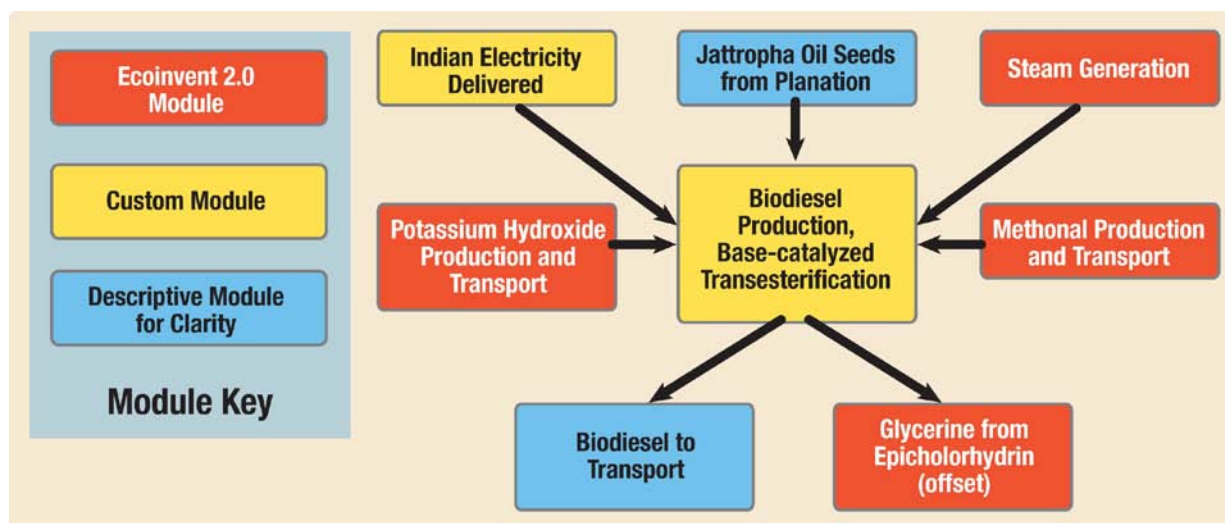 Ecoinvent 2.0
Module
Custom Module
Descriptive Module
for Clarity
Module Key
Indian Electricity
Delivered
Jattropha Oil Seeds
from Planation
Steam Generation
Potassium Hydroxide
Production and
Transport
Biodiesel
Production,
Base-catalyzed
Transesterification
Methonal Production
and Transport
Biodiesel to
Transport
Glycerine from
Epicholorhydrin
(offset)